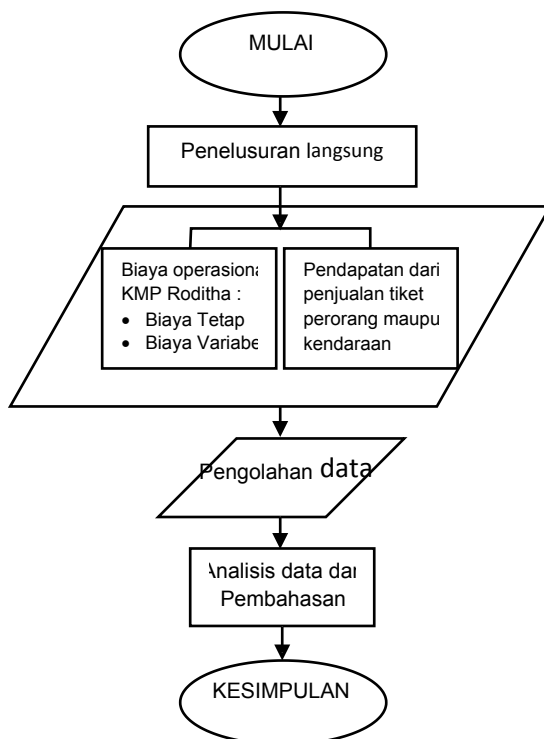 MULAI
Penelusuran langsung
Biaya operasiona
KMP Roditha :
• Biaya Tetap
• Biaya Variabe
Pendapatan dari
penjualan tiket
perorang maupu
kendaraan
Pengolahan data
Analisis data dan
Pembahasan
KESIMPULAN